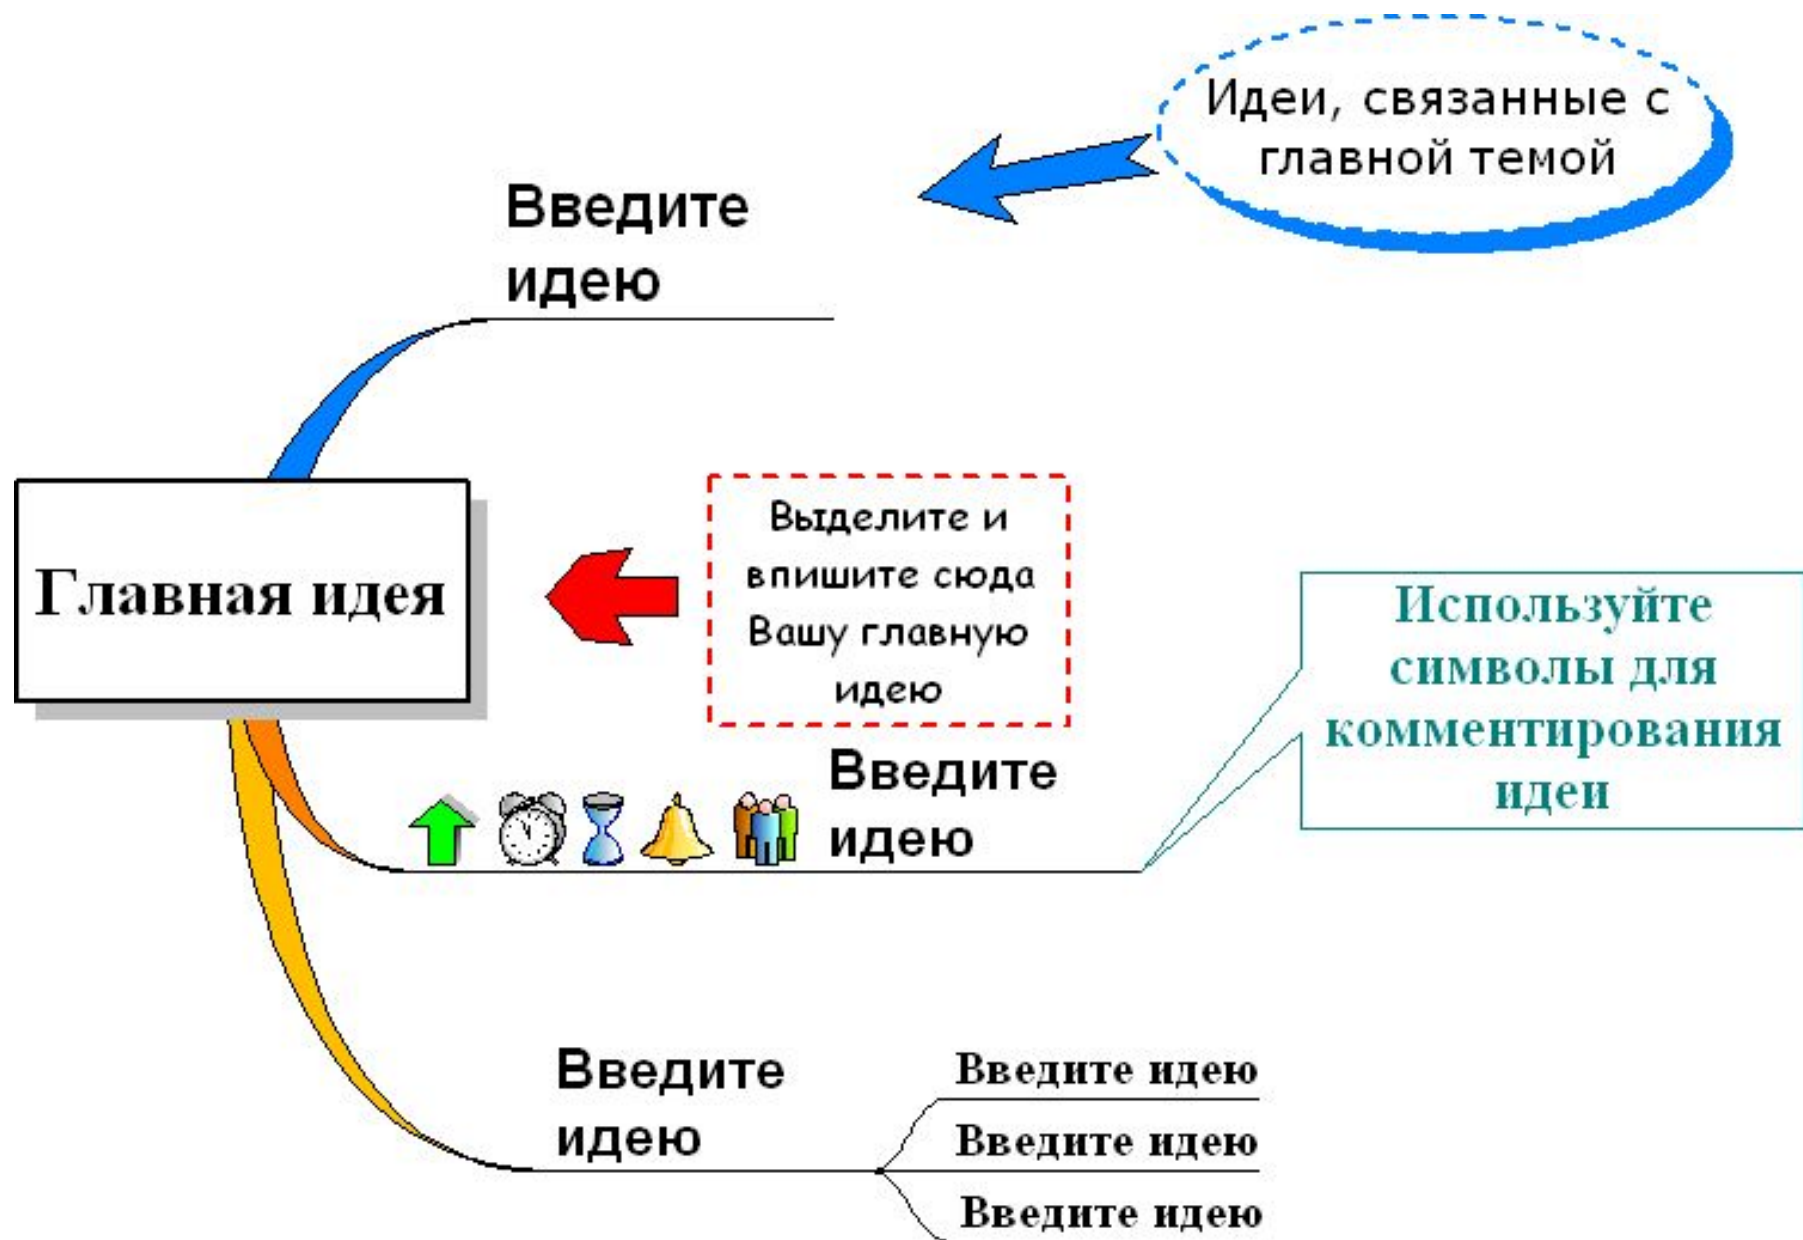 Идеи, связанные с
главной темой
Введите
идею
Главная идея
Выделите и
впишите сюда
Вашу главную
идею
Используйте
символы для
комментирования
идеи
Введите
идею
Введите
идею
Введите идею
Введите идею
Введите идею